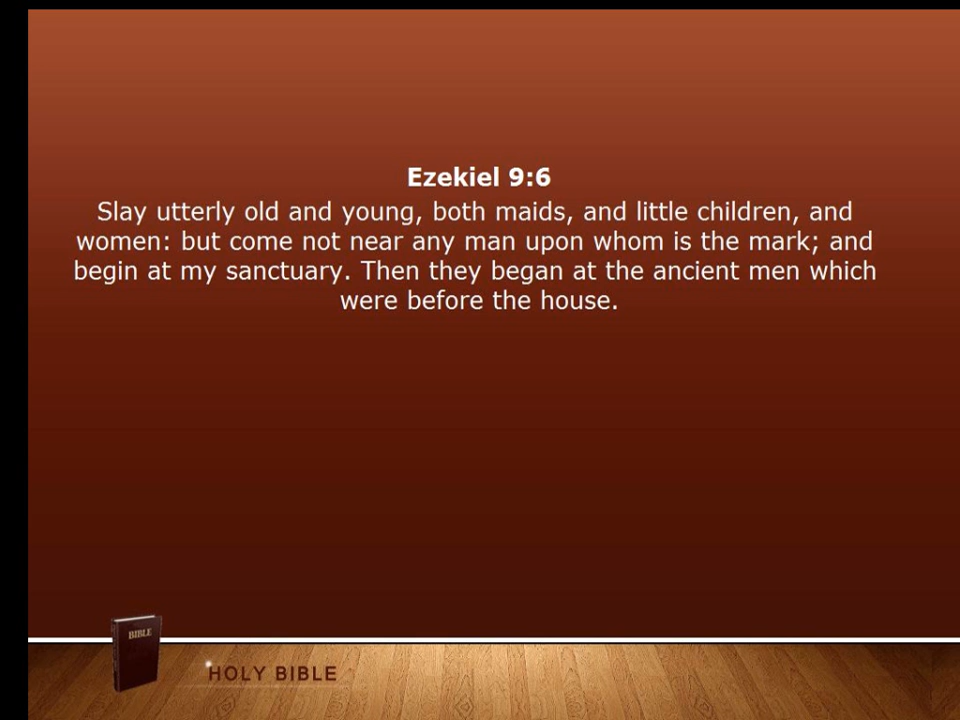 Ezekiel 9:6
Slay utterly old and young, both maids, and little children, and
women: but come not near any man upon whom is the mark; and
begin at my sanctuary. Then they began at the ancient men which
were before the house.
BIBLE
HOLY BIBLE